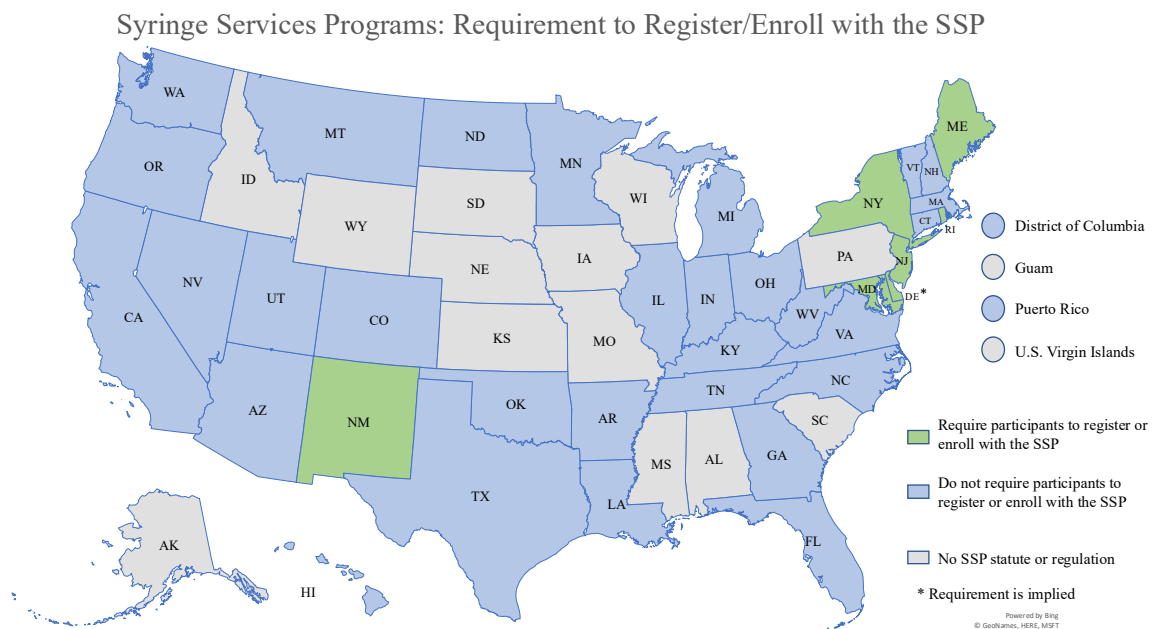 Syringe Services Programs: Requirement to Register/Enroll with the SSP
WA
MT
ND
MN
ME
OR
ID
WY
SD
WI
MI
NY
VT
NH
MA
CT
RI
NV
UT
CO
NE
IA
IL
IN
OH
PA
NJ
MD
DE *
WV
VA
CA
KS
MO
KY
AZ
NM
OK
AR
TN
NC
SC
TX
LA
MS
AL
GA
FL
AK
HI
District of Columbia
Guam
Puerto Rico
U.S. Virgin Islands
Require participants to register or
enroll with the SSP
Do not require participants to
register or enroll with the SSP
No SSP statute or regulation
* Requirement is implied
Powered by Bing
© GeoNames, HERE, MSFT